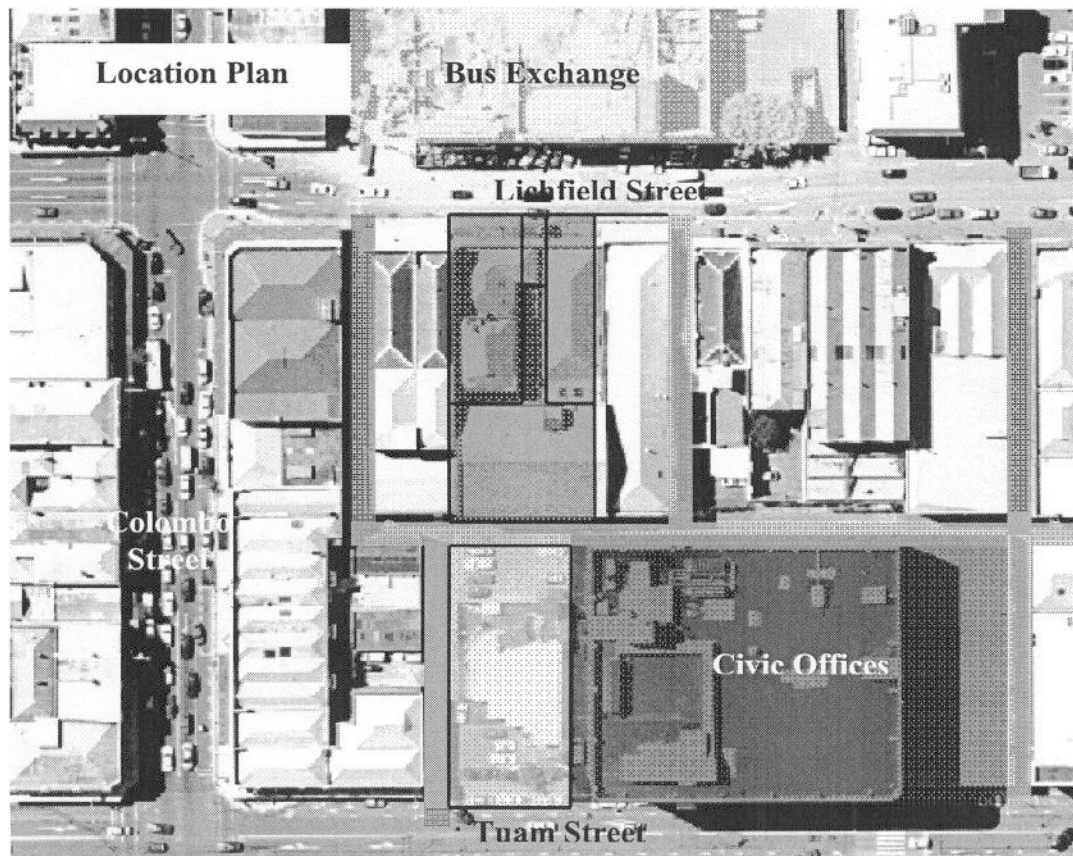 Location Plan
Bus Exchange
Lichfield Street
Colombo
Street
Civic Offices
Tuam Street